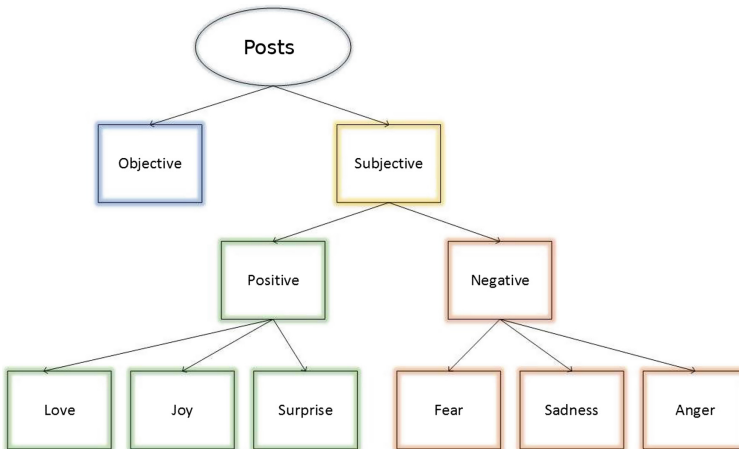 Posts
Objective
Subjective
Positive
Negative
Love
Joy
Surprise
Fear
Sadness
Anger